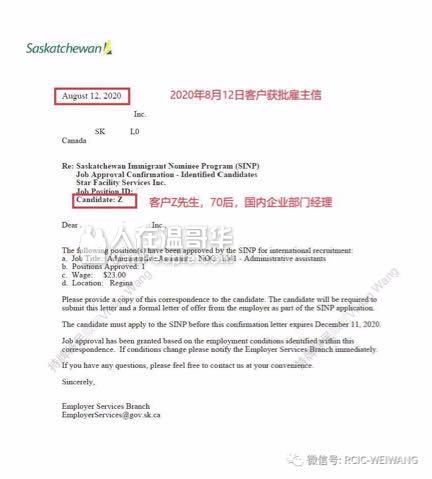 Saskatchewan
August 12, 2020
2020年8月12日客户获批雇主信
Inc.
SK L0
Canada
Re: Saskatchewan Immigrant Nominee Program (SINP)
Job Approval Confirmation - Identified Candidates
Star Facility Services Inc.
Job Position ID:
Candidate: Z
客户Z先生，70后，国内企业部门经理
Dear Inc.
人在温哥华
The following position(s) have been approved by the SINP for international recruitment:
a. Job Title: Administrative Assistant NOC: 1241 - Administrative assistants
b. Positions Approved: 1
c. Wage: $23.00
d. Location: Regina
Please provide a copy of this correspondence to the candidate. The candidate will be required to
submit this letter and a formal letter of offer from the employer as part of the SINP application.
The candidate must apply to the SINP before this confirmation letter expires December 11, 2020.
Job approval has been granted based on the employment conditions identified within this
correspondence. If conditions change please notify the Employer Services Branch immediately.
If you have any questions, please feel free to contact us at your convenience.
Sincerely,
Employer Services Branch
EmployerServices@gov.sk.ca
微信号: RCIC-WEIWANG